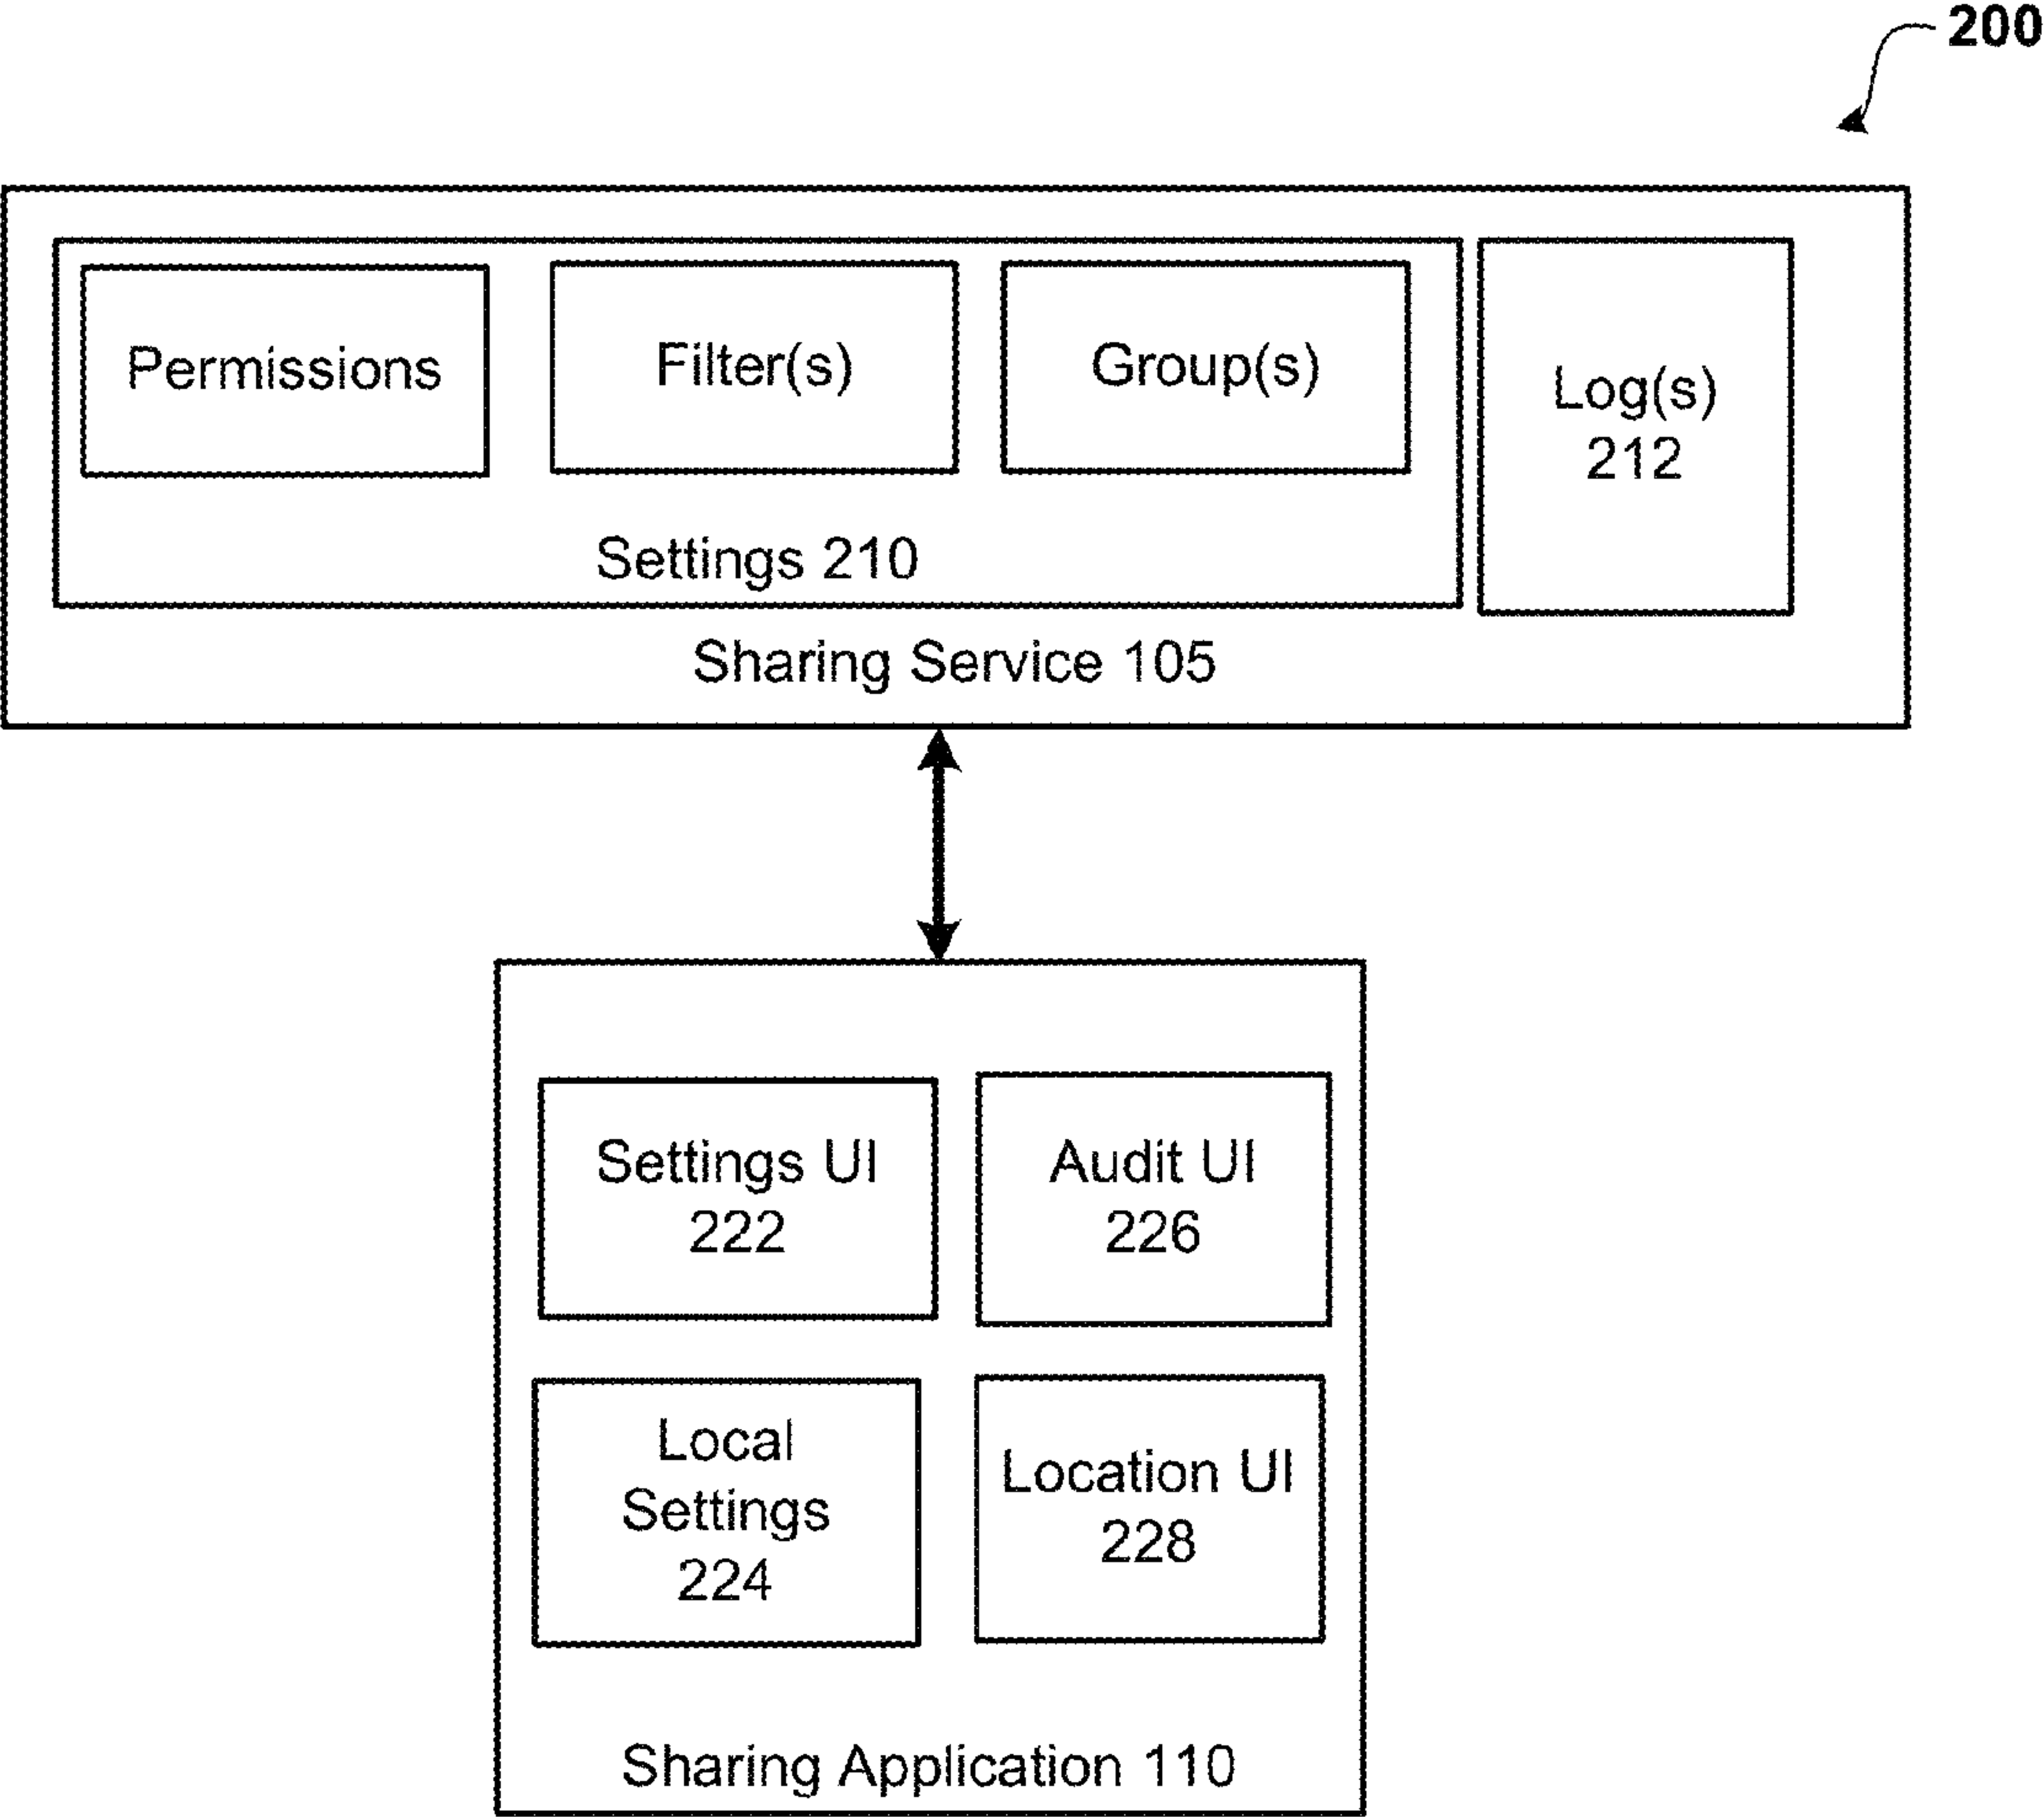 200
Permissions
Filter(s)
Group(s)
Log(s)
212
Settings 210
Sharing Service 105
Settings UI
222
Audit UI
226
Local
Settings
224
Location UI
228
Sharing Application 110